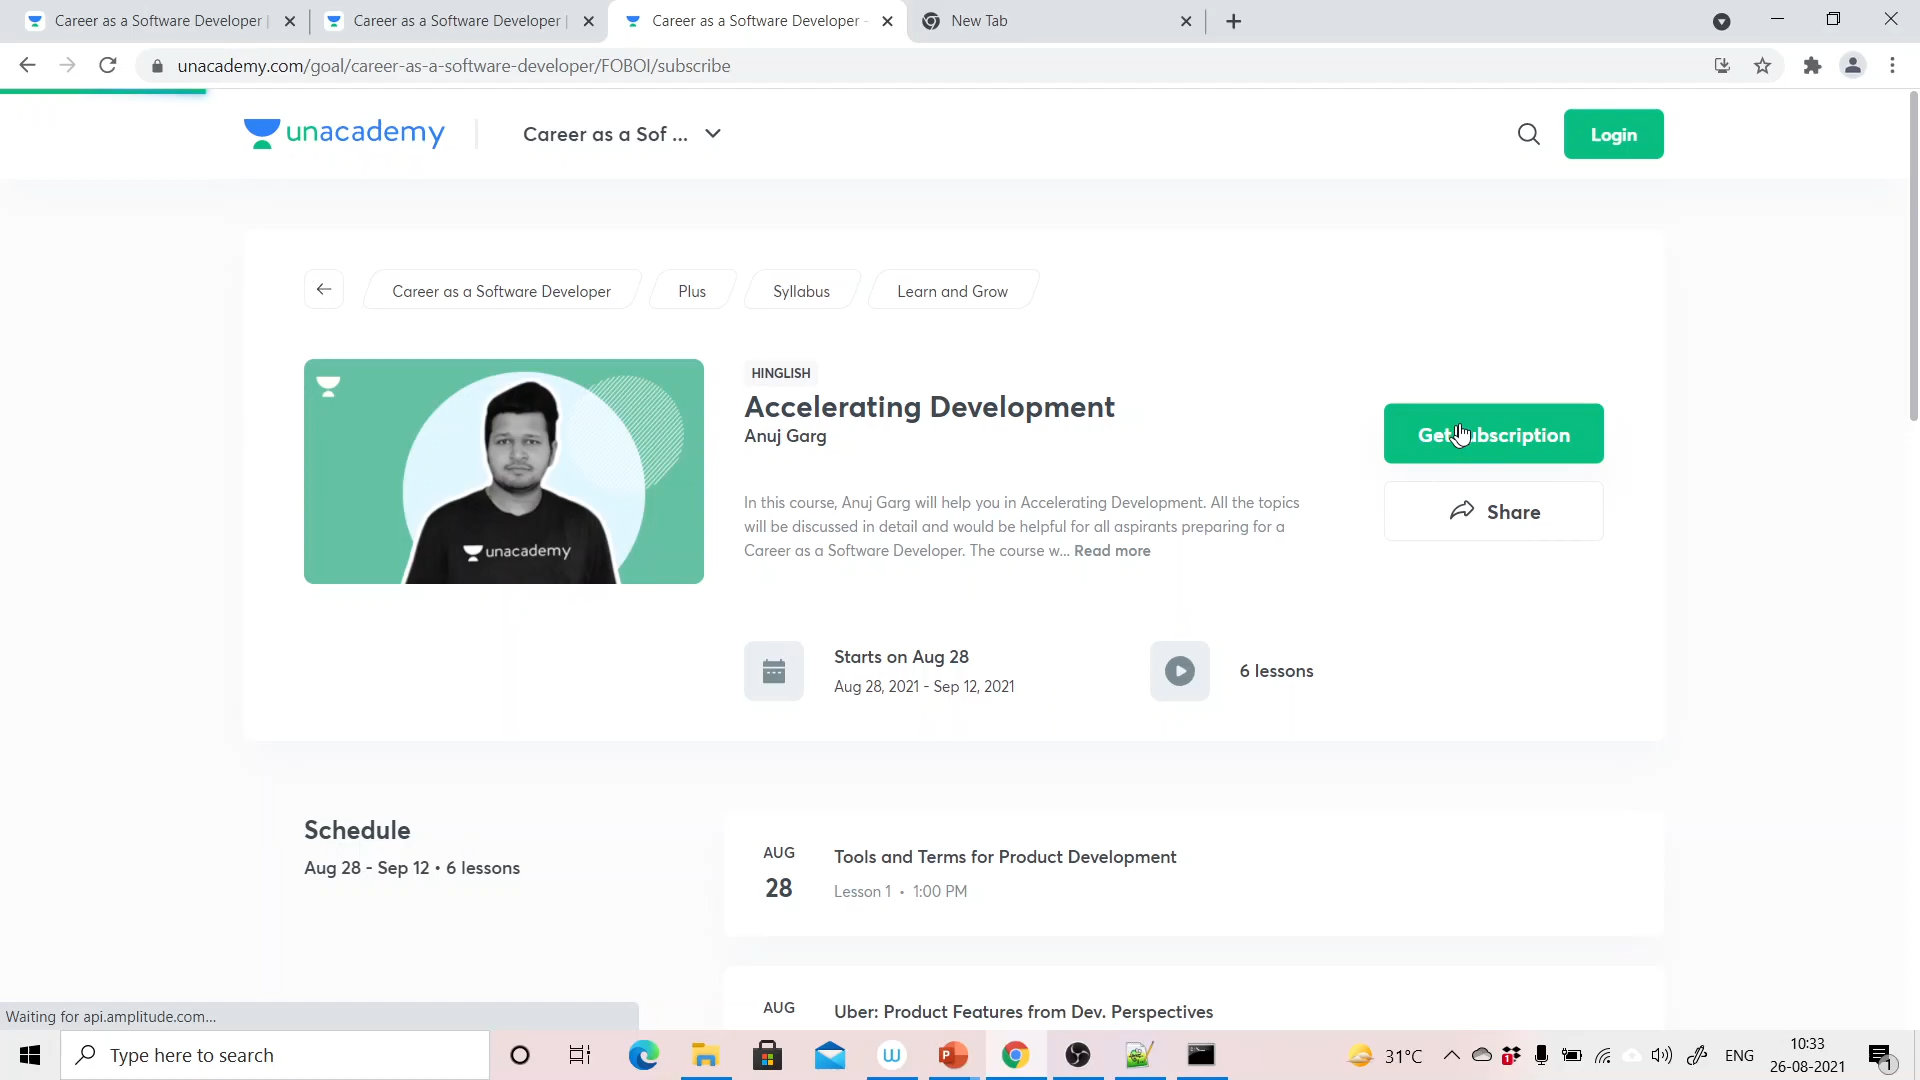 Career as a Software Developer |
Career as a Software Developer |
Career as a Software Developer -
New Tab
unacademy.com/goal/career-as-a-software-developer/FOBOI/subscribe
unacademy
Career as a Sof ...
Login
Career as a Software Developer
Plus
Syllabus
Learn and Grow
HINGLISH
Accelerating Development
Anuj Garg
Get subscription
Share
In this course, Anuj Garg will help you in Accelerating Development. All the topics
will be discussed in detail and would be helpful for all aspirants preparing for a
Career as a Software Developer. The course w... Read more
unacademy
Starts on Aug 28
Aug 28, 2021 - Sep 12, 2021
6 lessons
Schedule
Aug 28 - Sep 12 • 6 lessons
AUG
28
Tools and Terms for Product Development
Lesson 1 • 1:00 PM
AUG
Uber: Product Features from Dev. Perspectives
Waiting for api.amplitude.com...
Type here to search
31°C
ENG
10:33
26-08-2021